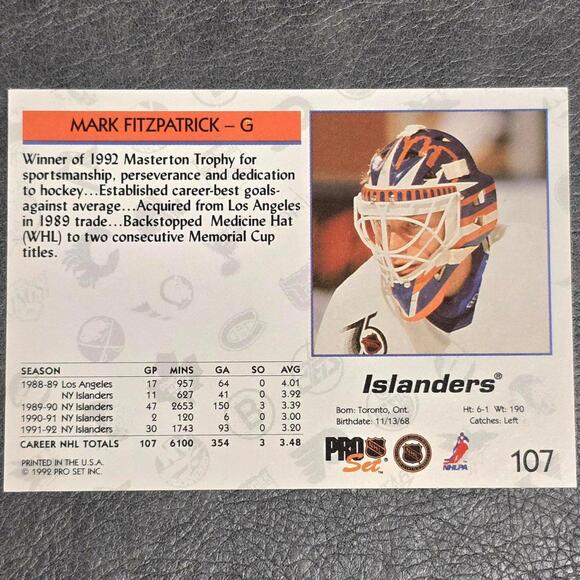 MARK FITZPATRICK – G
Winner of 1992 Masterton Trophy for
sportsmanship, perseverance and dedication
to hockey...Established career-best goals-
against average...Acquired from Los Angeles
in 1989 trade...Backstopped Medicine Hat
(WHL) to two consecutive Memorial Cup
titles.
SEASON GP MINS GA SO AVG
1988-89 Los Angeles 17 957 64 0 4.01
NY Islanders 11 627 41 0 3.92
1989-90 NY Islanders 47 2653 150 3 3.39
1990-91 NY Islanders 2 120 6 0 3.00
1991-92 NY Islanders 30 1743 93 0 3.20
CAREER NHL TOTALS 107 6100 354 3 3.48
PRINTED IN THE U.S.A.
© 1992 PRO SET INC.
75
Islanders®
Born: Toronto, Ont. Ht: 6-1 Wt: 190
Birthdate: 11/13/68 Catches: Left
PRO Set™
NHLPA
107